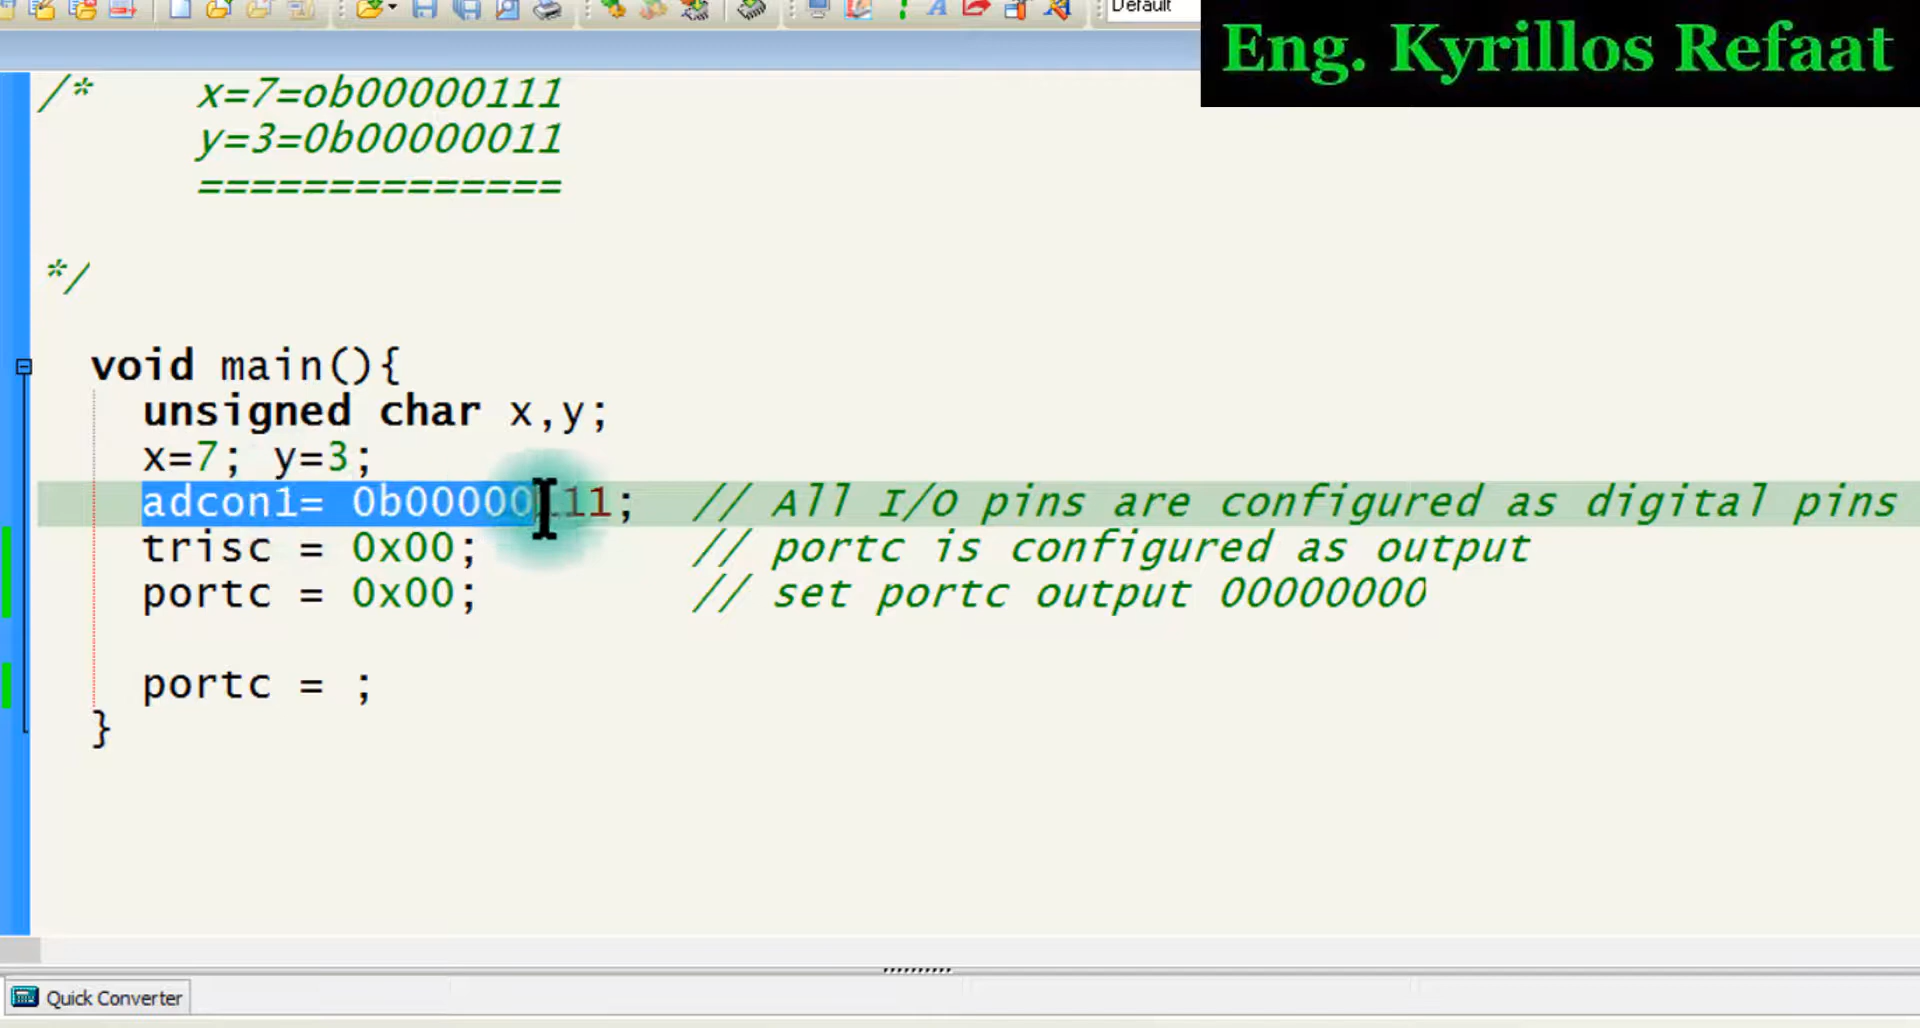 Default
Eng. Kyrillos Refaat
/* x=7=ob00000111
y=3=0b00000011
==============
*/
void main(){
unsigned char x,y;
x=7; y=3;
adcon1= 0b00000111; // All I/O pins are configured as digital pins
trisc = 0x00; // portc is configured as output
portc = 0x00; // set portc output 00000000
portc = ;
}
Quick Converter